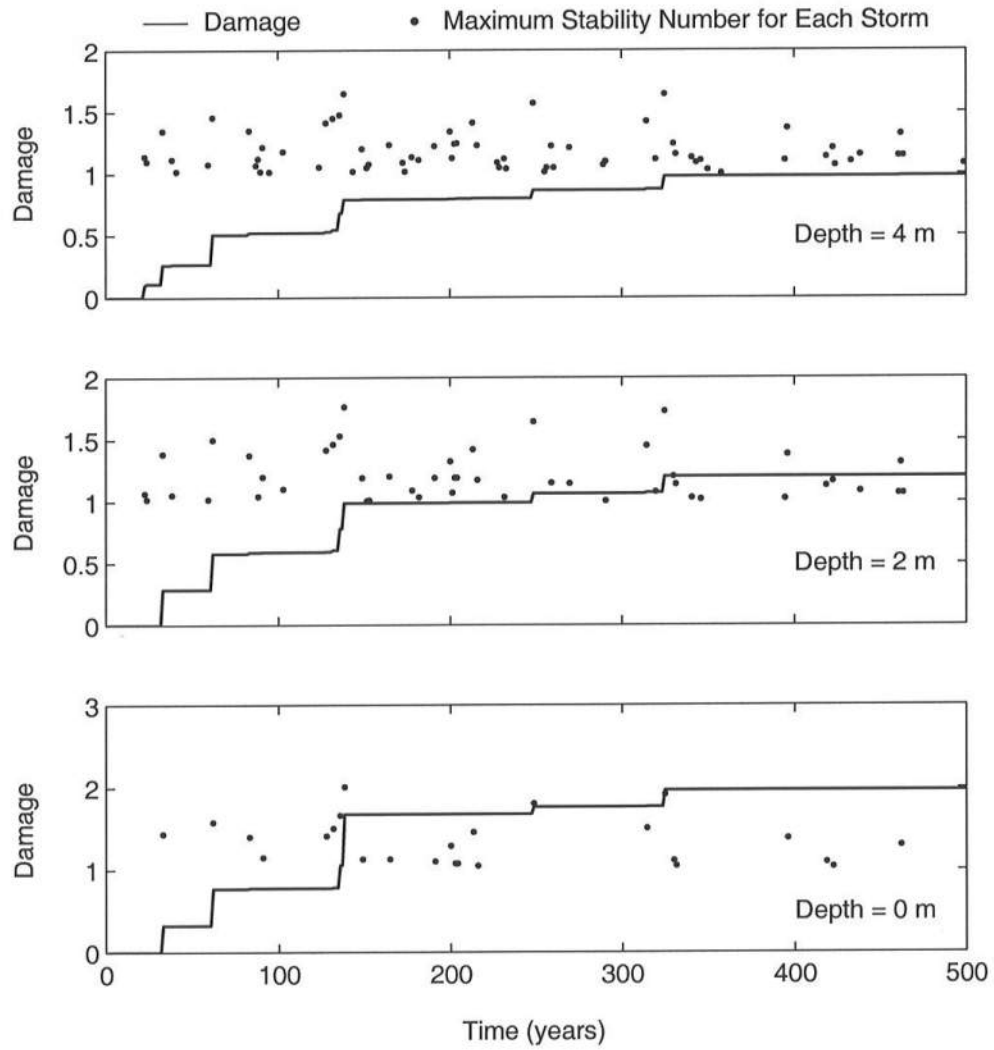 Damage Maximum Stability Number for Each Storm
2
1.5
1
0.5
0
Damage
Depth = 4 m
2
1.5
1
0.5
0
Damage
Depth = 2 m
3
2
1
0
Damage
Depth = 0 m
0 100 200 300 400 500
Time (years)